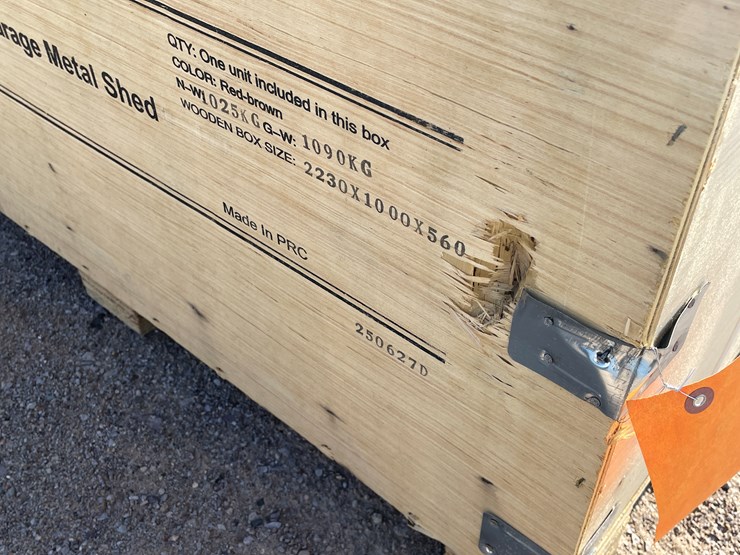 Metal Shed
QTY: One unit included in this box
COLOR: Red-brown
N-W: 1025KG G-W: 1090KG
WOODEN BOX SIZE: 2230X1000X560
Made In PRC
250627D